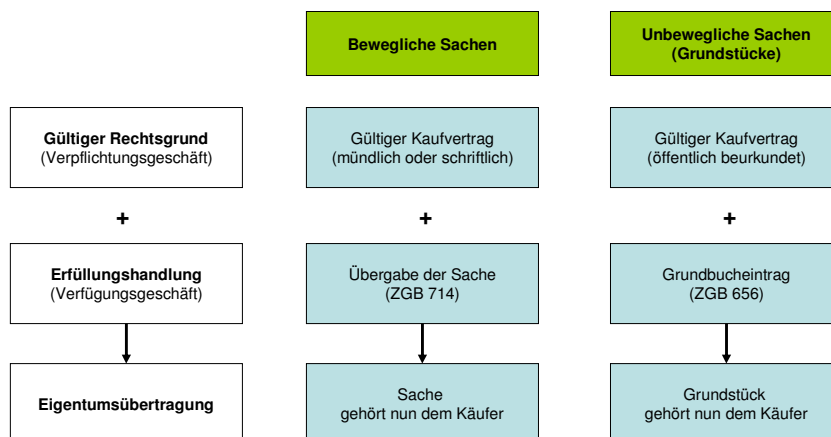 Bewegliche Sachen
Unbewegliche Sachen
(Grundstücke)
Gültiger Rechtsgrund
(Verpflichtungsgeschäft)
Gültiger Kaufvertrag
(mündlich oder schriftlich)
Gültiger Kaufvertrag
(öffentlich beurkundet)
+
+
+
Erfüllungshandlung
(Verfügungsgeschäft)
Übergabe der Sache
(ZGB 714)
Grundbucheintrag
(ZGB 656)
Eigentumsübertragung
Sache
gehört nun dem Käufer
Grundstück
gehört nun dem Käufer